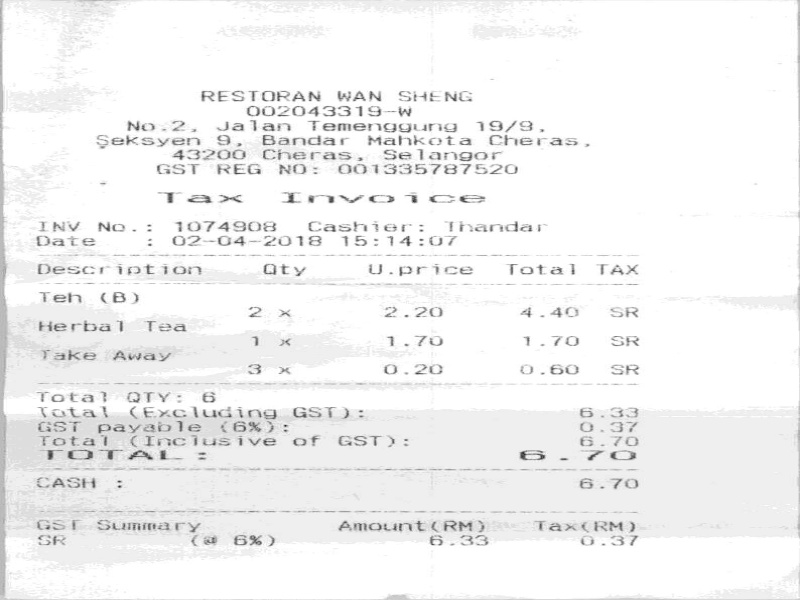 RESTORAN WAN SHENG
002043319-W
No.2, Jalan Temenggung 19/9,
Seksyen 9, Bandar Mahkota Cheras,
43200 Cheras, Selangor
GST REG NO: 001335787520
Tax Invoice
INV No.: 1074908 Cashier: Thandar
Date : 02-04-2018 15:14:07
Description Qty U.price Total TAX
Teh (B)
2 x 2.20 4.40 SR
Herbal Tea
1 x 1.70 1.70 SR
Take Away
3 x 0.20 0.60 SR
Total QTY: 6
Total (Excluding GST): 6.33
GST payable (6%): 0.37
Total (Inclusive of GST): 6.70
TOTAL : 6.70
CASH : 6.70
GST Summary Amount(RM) Tax(RM)
SR (@ 6%) 6.33 0.37